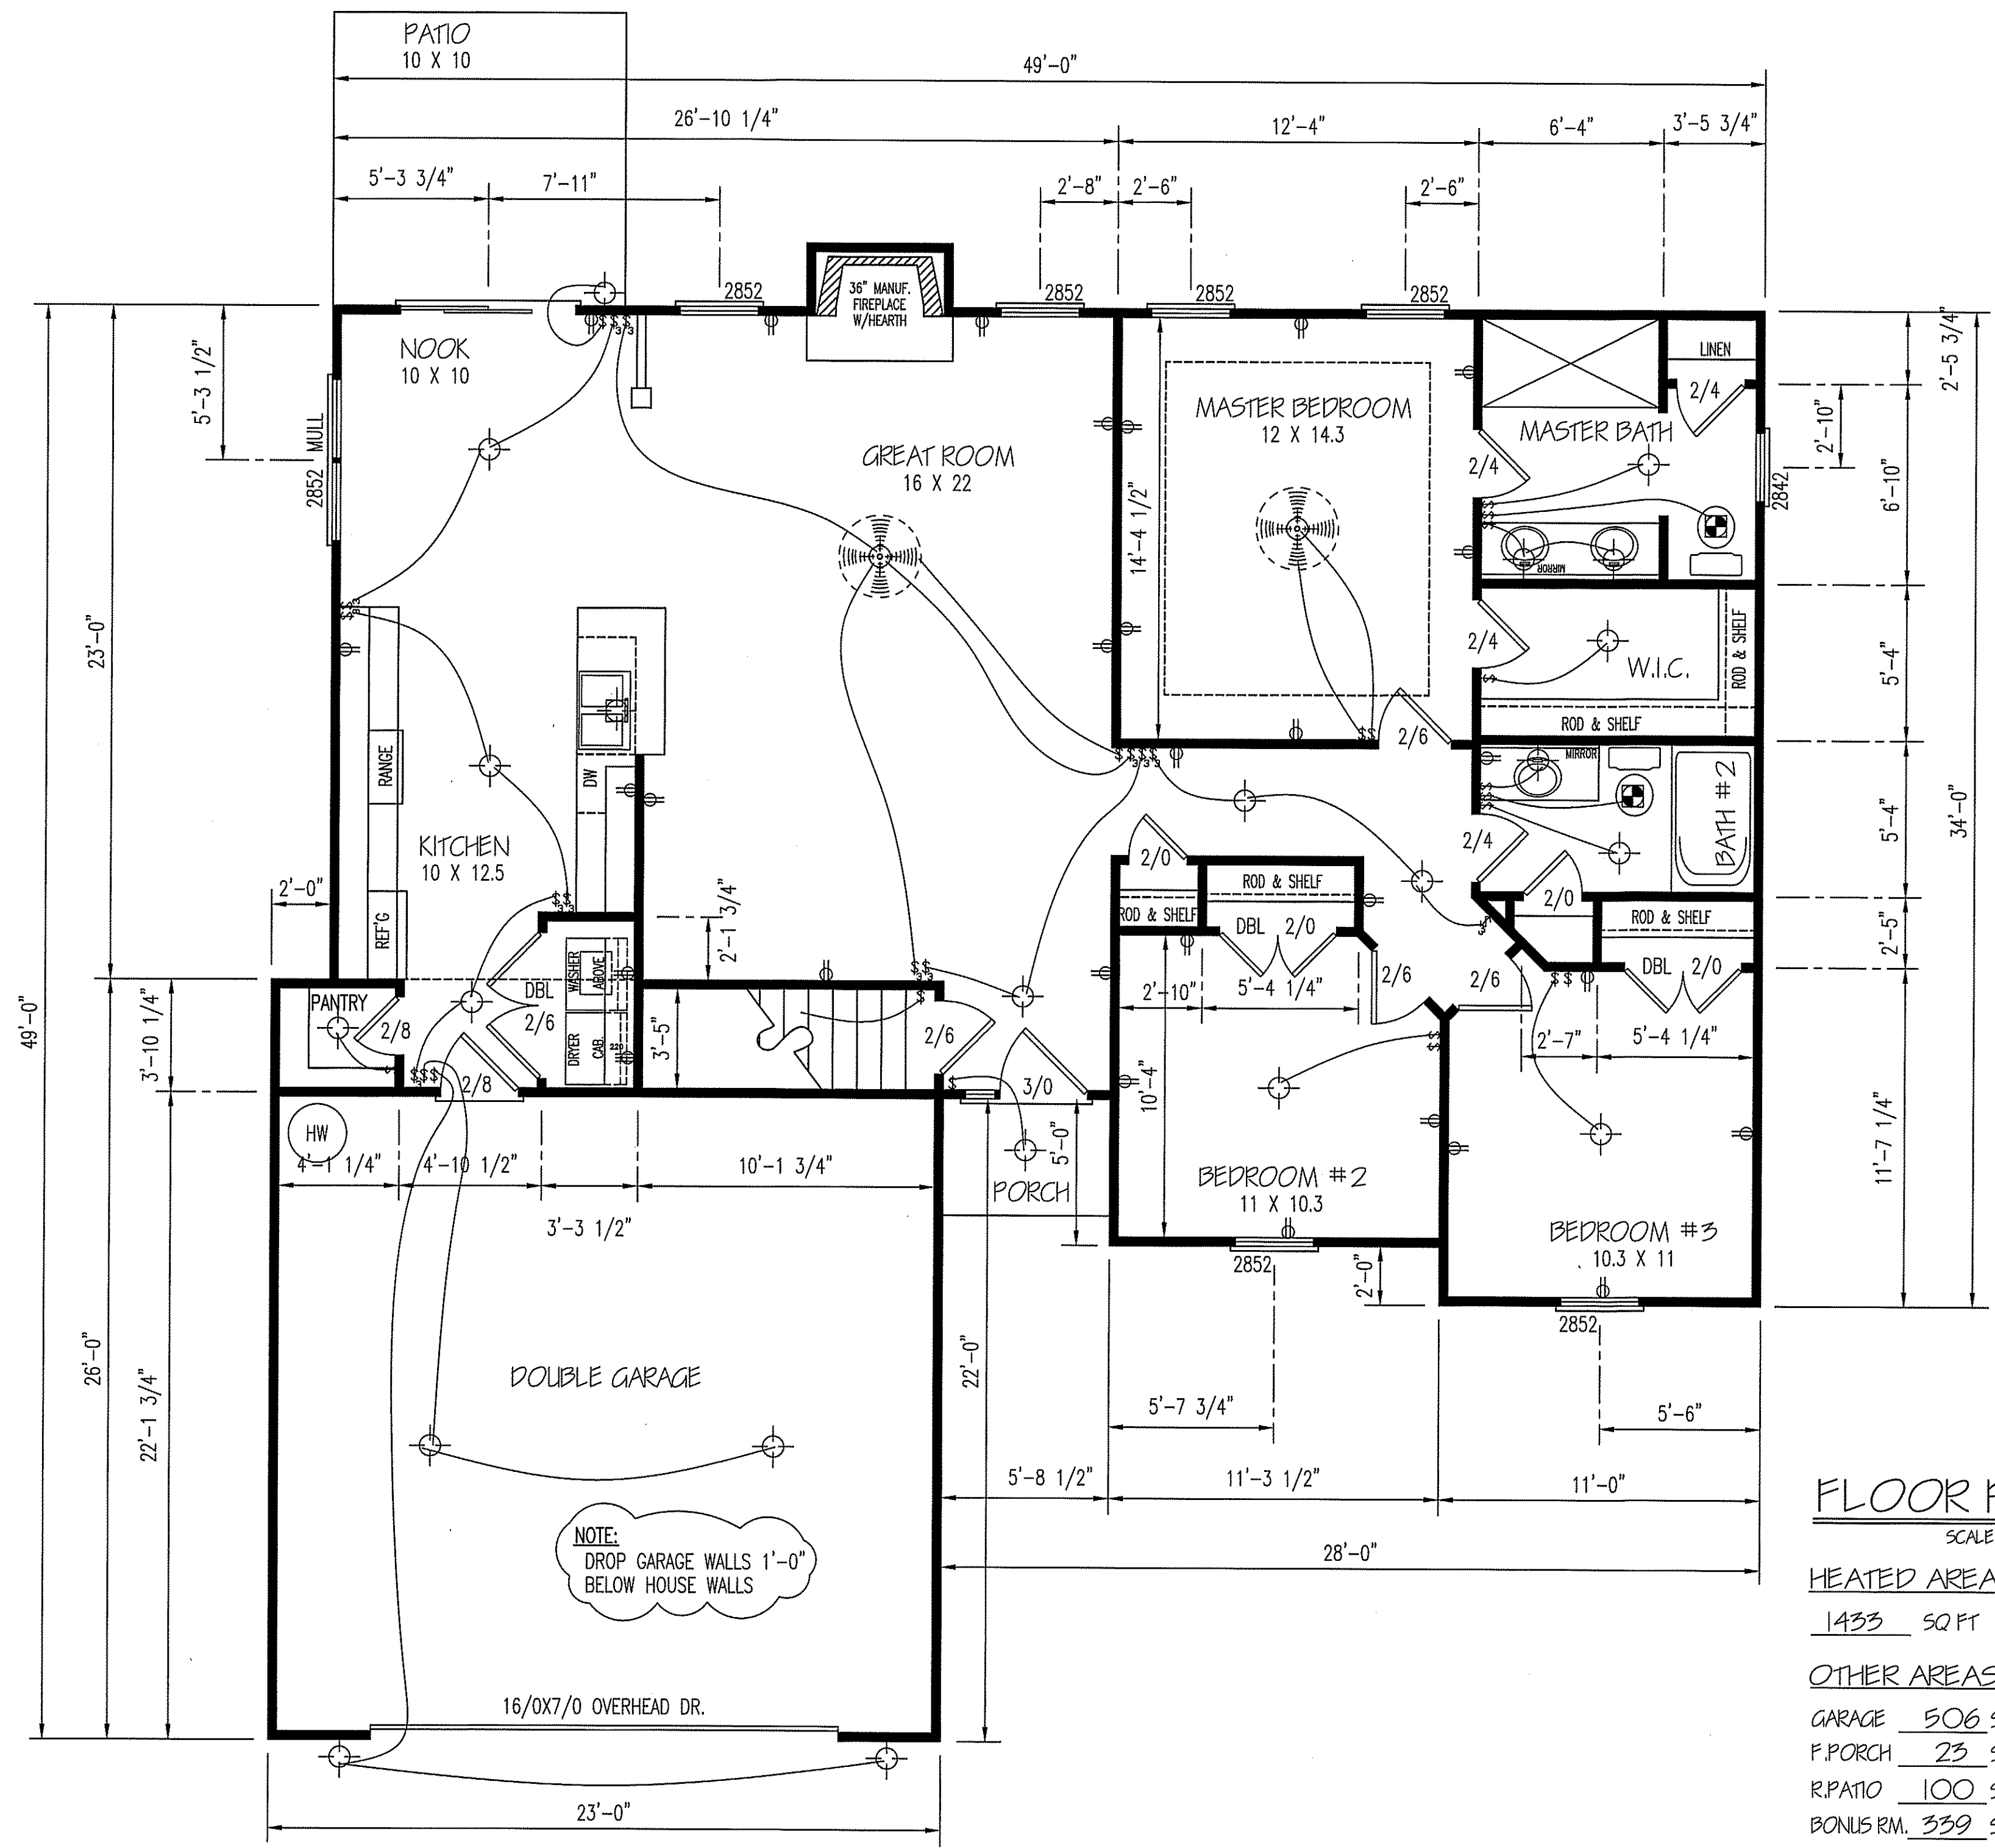 PATIO
10 X 10
49'-0"
26'-10 1/4"
12'-4"
6'-4"
3'-5 3/4"
5'-3 3/4"
7'-11"
2'-8"
2'-6"
2'-6"
2852
36" MANUF.
FIREPLACE
W/HEARTH
2852
2852
2852
2'-5 3/4"
5'-3 1/2"
NOOK
10 X 10
LINEN
2/4
2'-10"
MASTER BEDROOM
12 X 14.3
MASTER BATH
2/4
GREAT ROOM
16 X 22
2852 MULL
14'-4 1/2"
2842
6'-10"
MIRROR
23'-0"
2/4
W.I.C.
ROD & SHELF
ROD & SHELF
5'-4"
2/6
RANGE
DW
MIRROR
BATH #2
2/4
5'-4"
34'-0"
KITCHEN
10 X 12.5
2/0
ROD & SHELF
2'-0"
REF'G
2'-1 3/4"
ROD & SHELF
DBL 2/0
2/0
ROD & SHELF
2'-5"
WASHER
ABOVE
DBL
2/6
2/6
2/6
DBL 2/0
49'-0"
3'-10 1/4"
PANTRY
2/8
DRYER
CAB.
220
3'-5"
2/6
2'-10"
5'-4 1/4"
2'-7"
5'-4 1/4"
2/8
3/0
10'-4"
HW
4'-1 1/4"
4'-10 1/2"
10'-1 3/4"
5'-0"
11'-7 1/4"
3'-3 1/2"
PORCH
BEDROOM #2
11 X 10.3
BEDROOM #3
10.3 X 11
2852
2'-0"
2852
26'-0"
22'-1 3/4"
DOUBLE GARAGE
22'-0"
5'-7 3/4"
5'-6"
5'-8 1/2"
11'-3 1/2"
11'-0"
28'-0"
NOTE:
DROP GARAGE WALLS 1'-0"
BELOW HOUSE WALLS
16/0X7/0 OVERHEAD DR.
23'-0"
FLOOR
SCALE
HEATED AREA
1433 SQ FT
OTHER AREAS
GARAGE 506
F.PORCH 23
R.PATIO 100
BONUS RM. 339